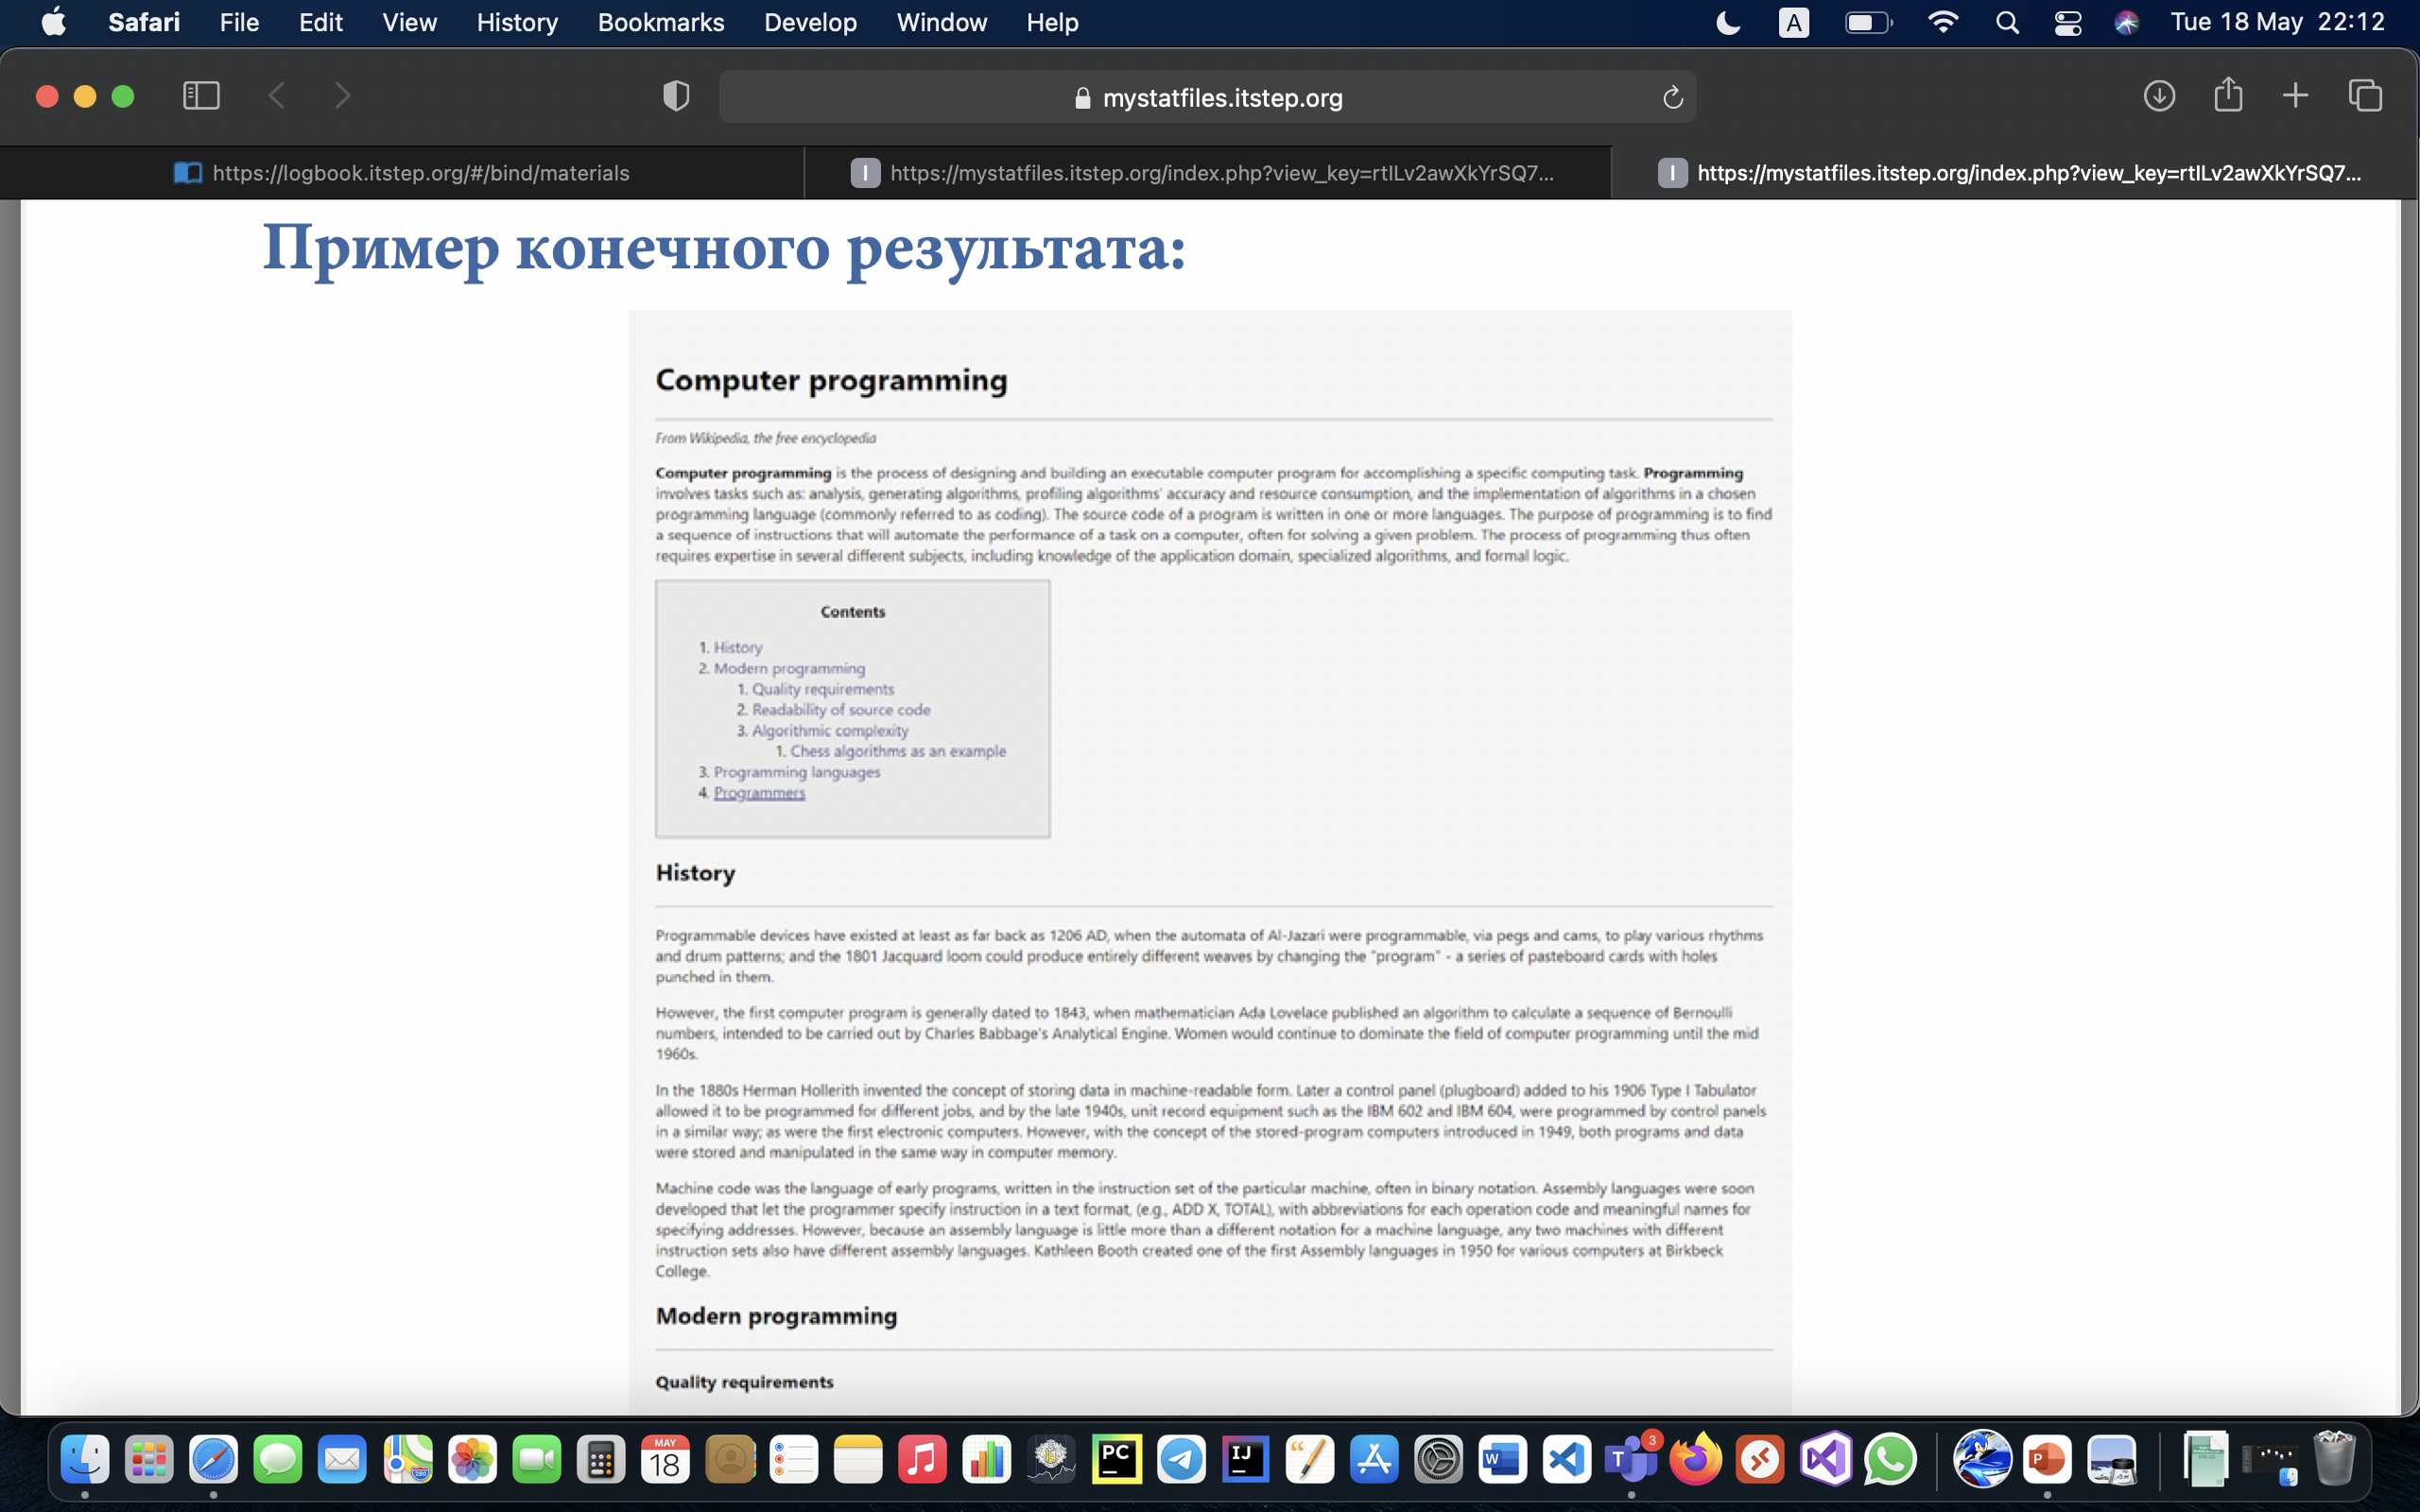 Safari File Edit View History Bookmarks Develop Window Help A Tue 18 May 22:12
mystatfiles.itstep.org
https://logbook.itstep.org/#/bind/materials
I https://mystatfiles.itstep.org/index.php?view_key=rtILv2awXkYrSQ7...
I https://mystatfiles.itstep.org/index.php?view_key=rtILv2awXkYrSQ7...
Пример конечного результата:
Computer programming
From Wikipedia, the free encyclopedia
Computer programming is the process of designing and building an executable computer program for accomplishing a specific computing task. Programming
involves tasks such as: analysis, generating algorithms, profiling algorithms' accuracy and resource consumption, and the implementation of algorithms in a chosen
programming language (commonly referred to as coding). The source code of a program is written in one or more languages. The purpose of programming is to find
a sequence of instructions that will automate the performance of a task on a computer, often for solving a given problem. The process of programming thus often
requires expertise in several different subjects, including knowledge of the application domain, specialized algorithms, and formal logic.
Contents
1. History
2. Modern programming
1. Quality requirements
2. Readability of source code
3. Algorithmic complexity
1. Chess algorithms as an example
3. Programming languages
4. Programmers
History
Programmable devices have existed at least as far back as 1206 AD, when the automata of Al-Jazari were programmable, via pegs and cams, to play various rhythms
and drum patterns; and the 1801 Jacquard loom could produce entirely different weaves by changing the "program" - a series of pasteboard cards with holes
punched in them.
However, the first computer program is generally dated to 1843, when mathematician Ada Lovelace published an algorithm to calculate a sequence of Bernoulli
numbers, intended to be carried out by Charles Babbage's Analytical Engine. Women would continue to dominate the field of computer programming until the mid
1960s.
In the 1880s Herman Hollerith invented the concept of storing data in machine-readable form. Later a control panel (plugboard) added to his 1906 Type I Tabulator
allowed it to be programmed for different jobs, and by the late 1940s, unit record equipment such as the IBM 602 and IBM 604, were programmed by control panels
in a similar way; as were the first electronic computers. However, with the concept of the stored-program computers introduced in 1949, both programs and data
were stored and manipulated in the same way in computer memory.
Machine code was the language of early programs, written in the instruction set of the particular machine, often in binary notation. Assembly languages were soon
developed that let the programmer specify instruction in a text format, (e.g., ADD X, TOTAL), with abbreviations for each operation code and meaningful names for
specifying addresses. However, because an assembly language is little more than a different notation for a machine language, any two machines with different
instruction sets also have different assembly languages. Kathleen Booth created one of the first Assembly languages in 1950 for various computers at Birkbeck
College.
Modern programming
Quality requirements
MAY
18
280
PC
IJ
W
T
3
P